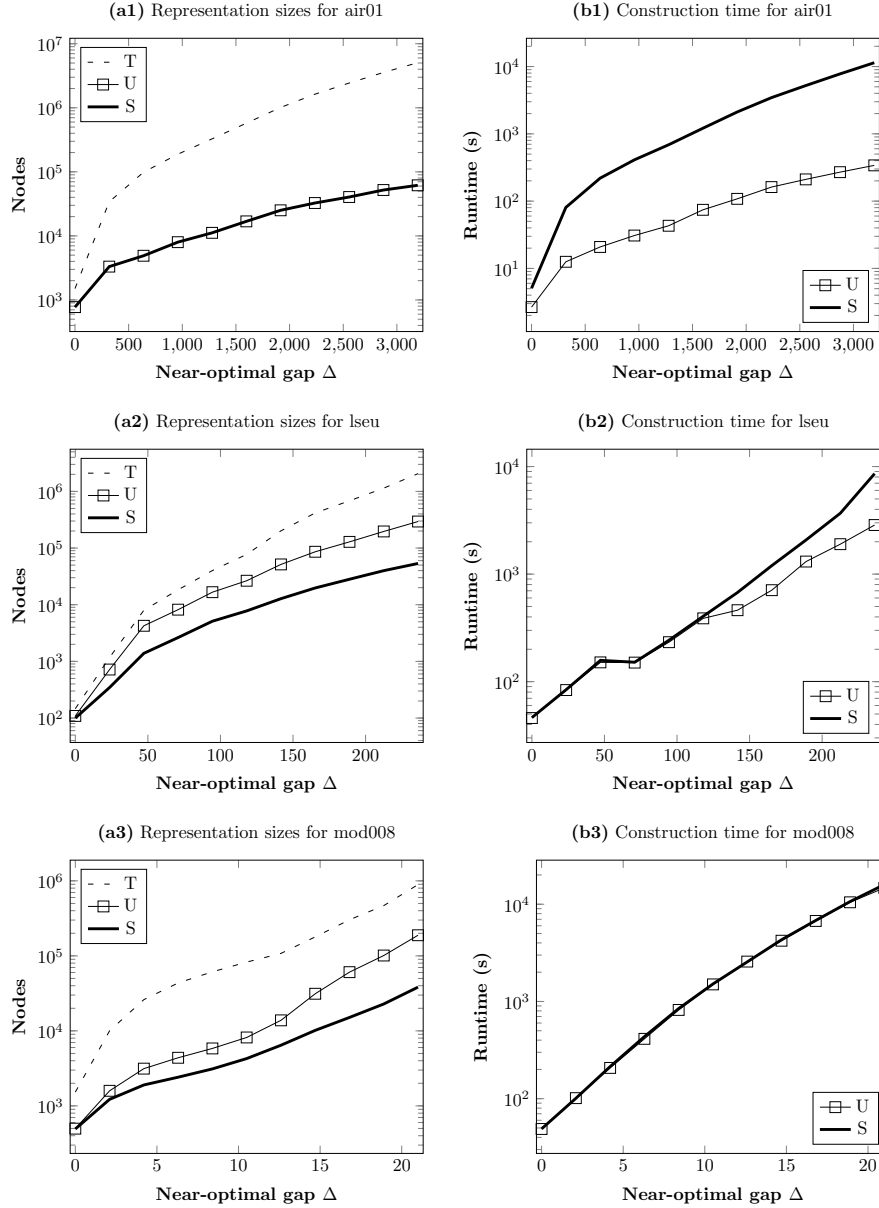 (a1) Representation sizes for air01
10^7
10^6
10^5
10^4
10^3
Nodes
T
U
S
0 500 1,000 1,500 2,000 2,500 3,000
Near-optimal gap Δ
(b1) Construction time for air01
10^4
10^3
10^2
10^1
Runtime (s)
U
S
0 500 1,000 1,500 2,000 2,500 3,000
Near-optimal gap Δ
(a2) Representation sizes for lseu
10^6
10^5
10^4
10^3
10^2
Nodes
T
U
S
0 50 100 150 200
Near-optimal gap Δ
(b2) Construction time for lseu
10^4
10^3
10^2
Runtime (s)
U
S
0 50 100 150 200
Near-optimal gap Δ
(a3) Representation sizes for mod008
10^6
10^5
10^4
10^3
Nodes
T
U
S
0 5 10 15 20
Near-optimal gap Δ
(b3) Construction time for mod008
10^4
10^3
10^2
Runtime (s)
U
S
0 5 10 15 20
Near-optimal gap Δ